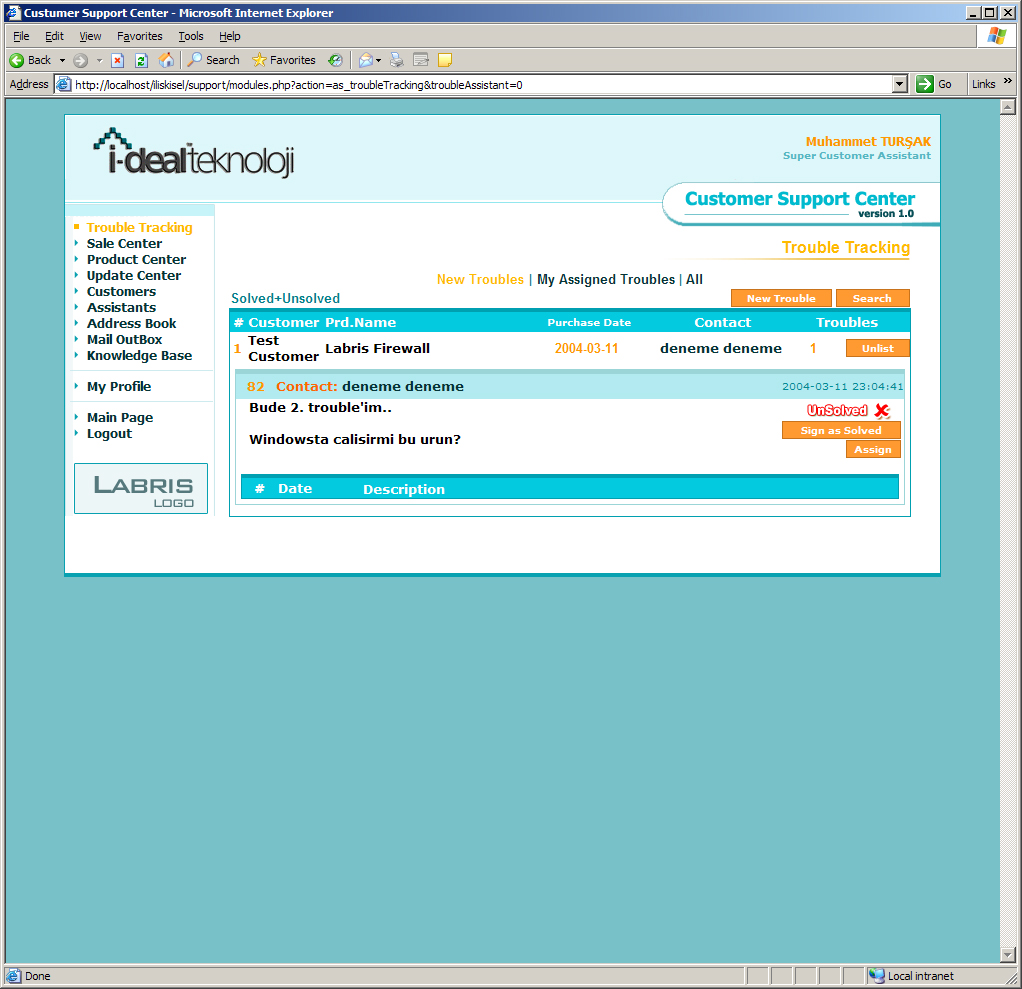 Custumer Support Center - Microsoft Internet Explorer
File Edit View Favorites Tools Help
Back Search Favorites
Address http://localhost/iliskisel/support/modules.php?action=as_troubleTracking&troubleAssistant=0 Go Links »
i-dealteknoloji
Muhammet TURŞAK
Super Customer Assistant
Customer Support Center
version 1.0
Trouble Tracking
Sale Center
Product Center
Update Center
Customers
Assistants
Address Book
Mail OutBox
Knowledge Base
My Profile
Main Page
Logout
LABRIS
LOGO
Trouble Tracking
New Troubles | My Assigned Troubles | All
Solved+Unsolved New Trouble Search
# Customer Prd.Name Purchase Date Contact Troubles
1 Test Customer Labris Firewall 2004-03-11 deneme deneme 1 Unlist
82 Contact: deneme deneme 2004-03-11 23:04:41
Bude 2. trouble'im.. UnSolved
Sign as Solved
Windowsta calisirmi bu urun?
Assign
# Date Description
Done Local intranet